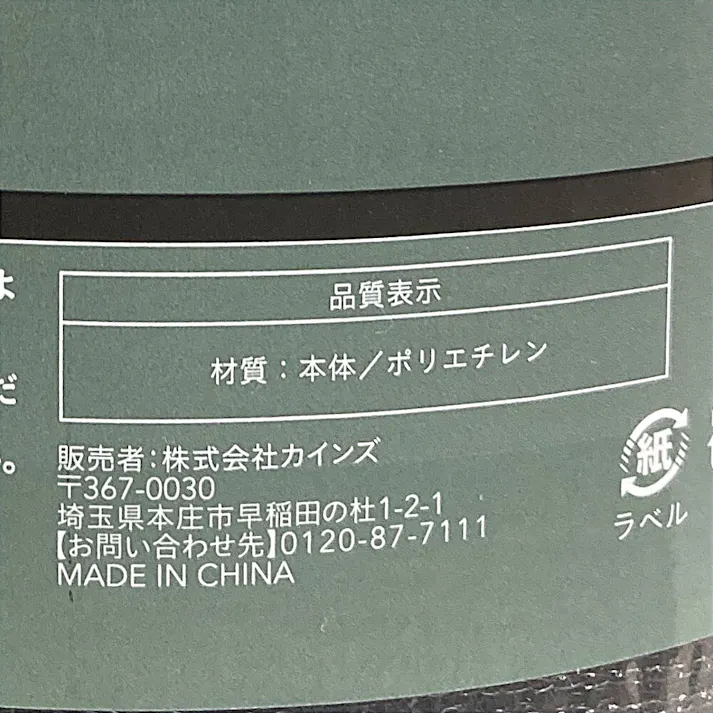 よ
だ
。
品質表示
材質：本体／ポリエチレン
販売者：株式会社カインズ
〒367-0030
埼玉県本庄市早稲田の杜1-2-1
【お問い合わせ先】0120-87-7111
MADE IN CHINA
紙
ラベル